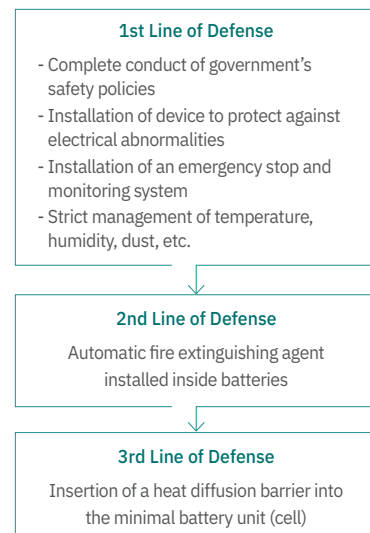 1st Line of Defense
- Complete conduct of government's
safety policies
- Installation of device to protect against
electrical abnormalities
- Installation of an emergency stop and
monitoring system
- Strict management of temperature,
humidity, dust, etc.
2nd Line of Defense
Automatic fire extinguishing agent
installed inside batteries
3rd Line of Defense
Insertion of a heat diffusion barrier into
the minimal battery unit (cell)